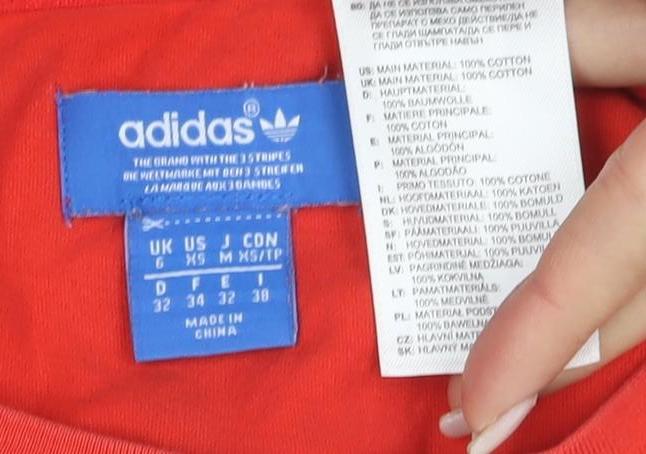 adidas®
THE BRAND WITH THE 3 STRIPES
DIE WELTMARKE MIT DEN 3 STREIFEN
LA MARQUE AUX 3 BANDES
UK US J CDN
6 XS M XS/TP
D F E I
32 34 32 38
MADE IN
CHINA
ДА СЕ ИЗПОЛЗВА САМО ПЕРИЛЕН
ПРЕПАРАТ С МЕКО ДЕЙСТВИЕ/ДА НЕ
СЕ ГЛАДИ ЩАМПАТА/ДА СЕ ПЕРЕ И
ГЛАДИ ОТВЪТРЕ НАВЪН
US: MAIN MATERIAL: 100% COTTON
UK: MAIN MATERIAL: 100% COTTON
D: HAUPTMATERIAL:
100% BAUMWOLLE
F: MATIERE PRINCIPALE:
100% COTON
E: MATERIAL PRINCIPAL:
100% ALGODÓN
P: MATERIAL PRINCIPAL:
100% ALGODÃO
I: PRIMO TESSUTO: 100% COTONE
NL: HOOFDMATERIAAL: 100% KATOEN
DK: HOVEDMATERIALE: 100% BOMULD
S: HUVUDMATERIAL: 100% BOMULL
SF: PÄÄMATERIAALI: 100% PUUVILLA
N: HOVEDMATERIAL: 100% BOMULL
EST: PÕHIMATERJAL: 100% PUUVILL
LV: PAGRINDINĖ MEDŽIAGA:
100% KOKVILNA
LT: PAMATMATERIĀLS:
100% MEDVILNĖ
PL: MATERIAŁ PODST
100% BAWEŁNA
CZ: HLAVNÍ MAT
SK: HLAVNÝ MA